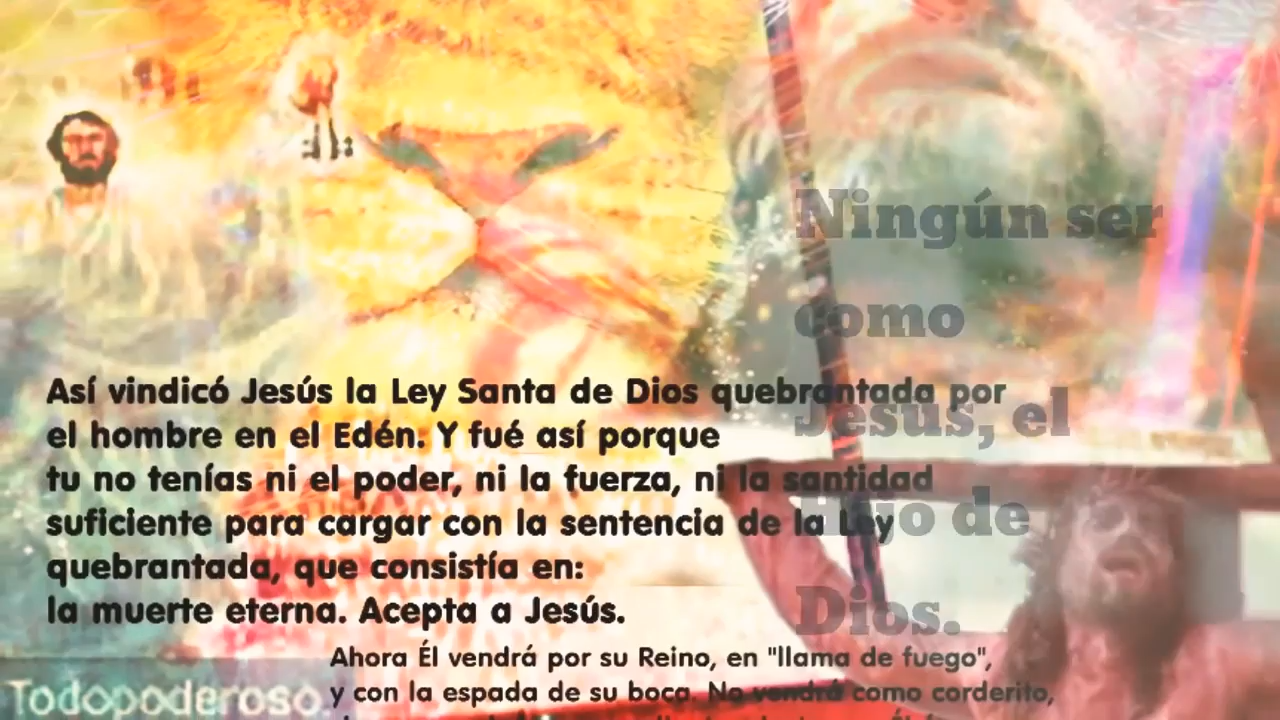 Ningún ser
como
Jesús, el
Hijo de
Dios.
Así vindicó Jesús la Ley Santa de Dios quebrantada por
el hombre en el Edén. Y fué así porque
tu no tenías ni el poder, ni la fuerza, ni la santidad
suficiente para cargar con la sentencia de la Ley
quebrantada, que consistía en:
la muerte eterna. Acepta a Jesús.
Ahora Él vendrá por su Reino, en "llama de fuego",
y con la espada de su boca. No vendrá como corderito,
Todopoderoso.